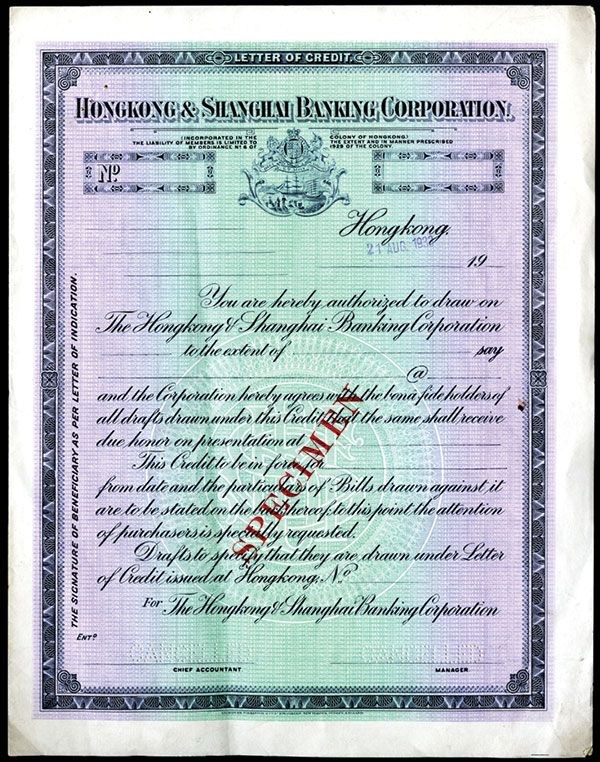 LETTER OF CREDIT.
HONGKONG & SHANGHAI BANKING CORPORATION.
(INCORPORATED IN THE COLONY OF HONGKONG.)
THE LIABILITY OF MEMBERS IS LIMITED TO THE EXTENT AND IN MANNER PRESCRIBED
BY ORDINANCE Nº 6 OF 1929 OF THE COLONY.
Nº
Hongkong,
21 AUG. 19
19
You are hereby authorized to draw on
The Hongkong & Shanghai Banking Corporation
to the extent of say
@
and the Corporation hereby agrees with the bona fide holders of
all drafts drawn under this Credit that the same shall receive
due honor on presentation at
This Credit to be in force for
from date and the particulars of Bills drawn against it
are to be stated on the back hereof, to this point the attention
of purchasers is specially requested.
Drafts to specify that they are drawn under Letter
of Credit issued at Hongkong. Nº
For The Hongkong & Shanghai Banking Corporation
ENTD
CHIEF ACCOUNTANT
MANAGER.
THE SIGNATURE OF BENEFICIARY AS PER LETTER OF INDICATION.
SPECIMEN